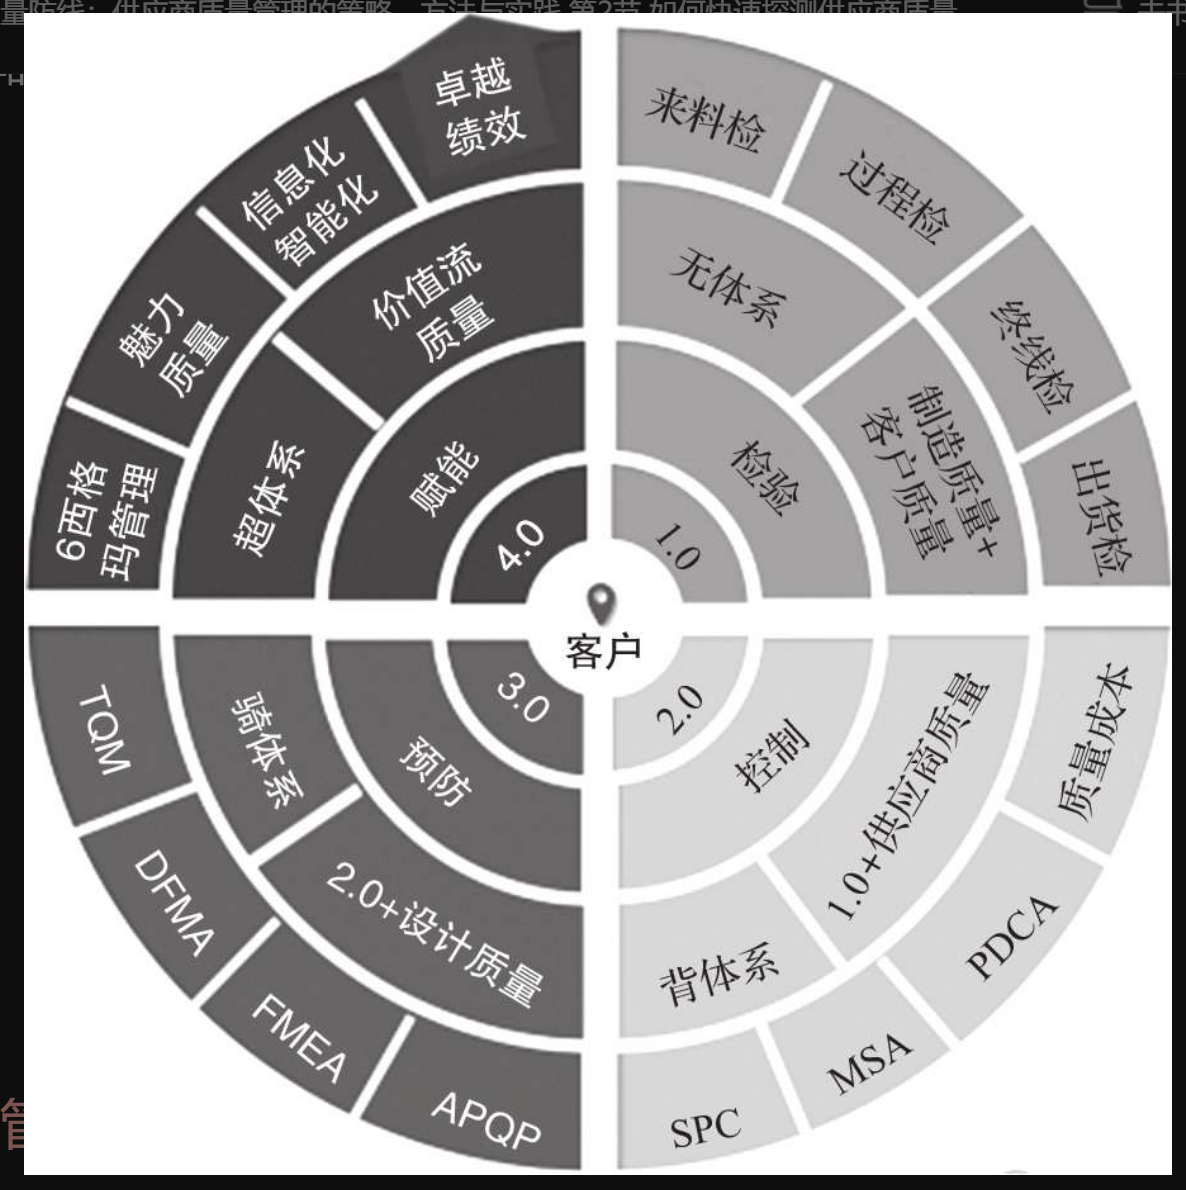 量防线：供应商质量管理的策略、方法与实践 第2节 如何快速探测供应商质量
卓越
绩效
信息化
智能化
魅力
质量
6西格
玛管理
价值流
质量
超体系
赋能
4.0
来料检
过程检
终线检
出货检
无体系
制造质量+
客户质量
检验
1.0
客户
质量成本
PDCA
MSA
SPC
1.0+供应商质量
背体系
控制
2.0
TQM
DFMA
FMEA
APQP
骑体系
2.0+设计质量
预防
3.0
管